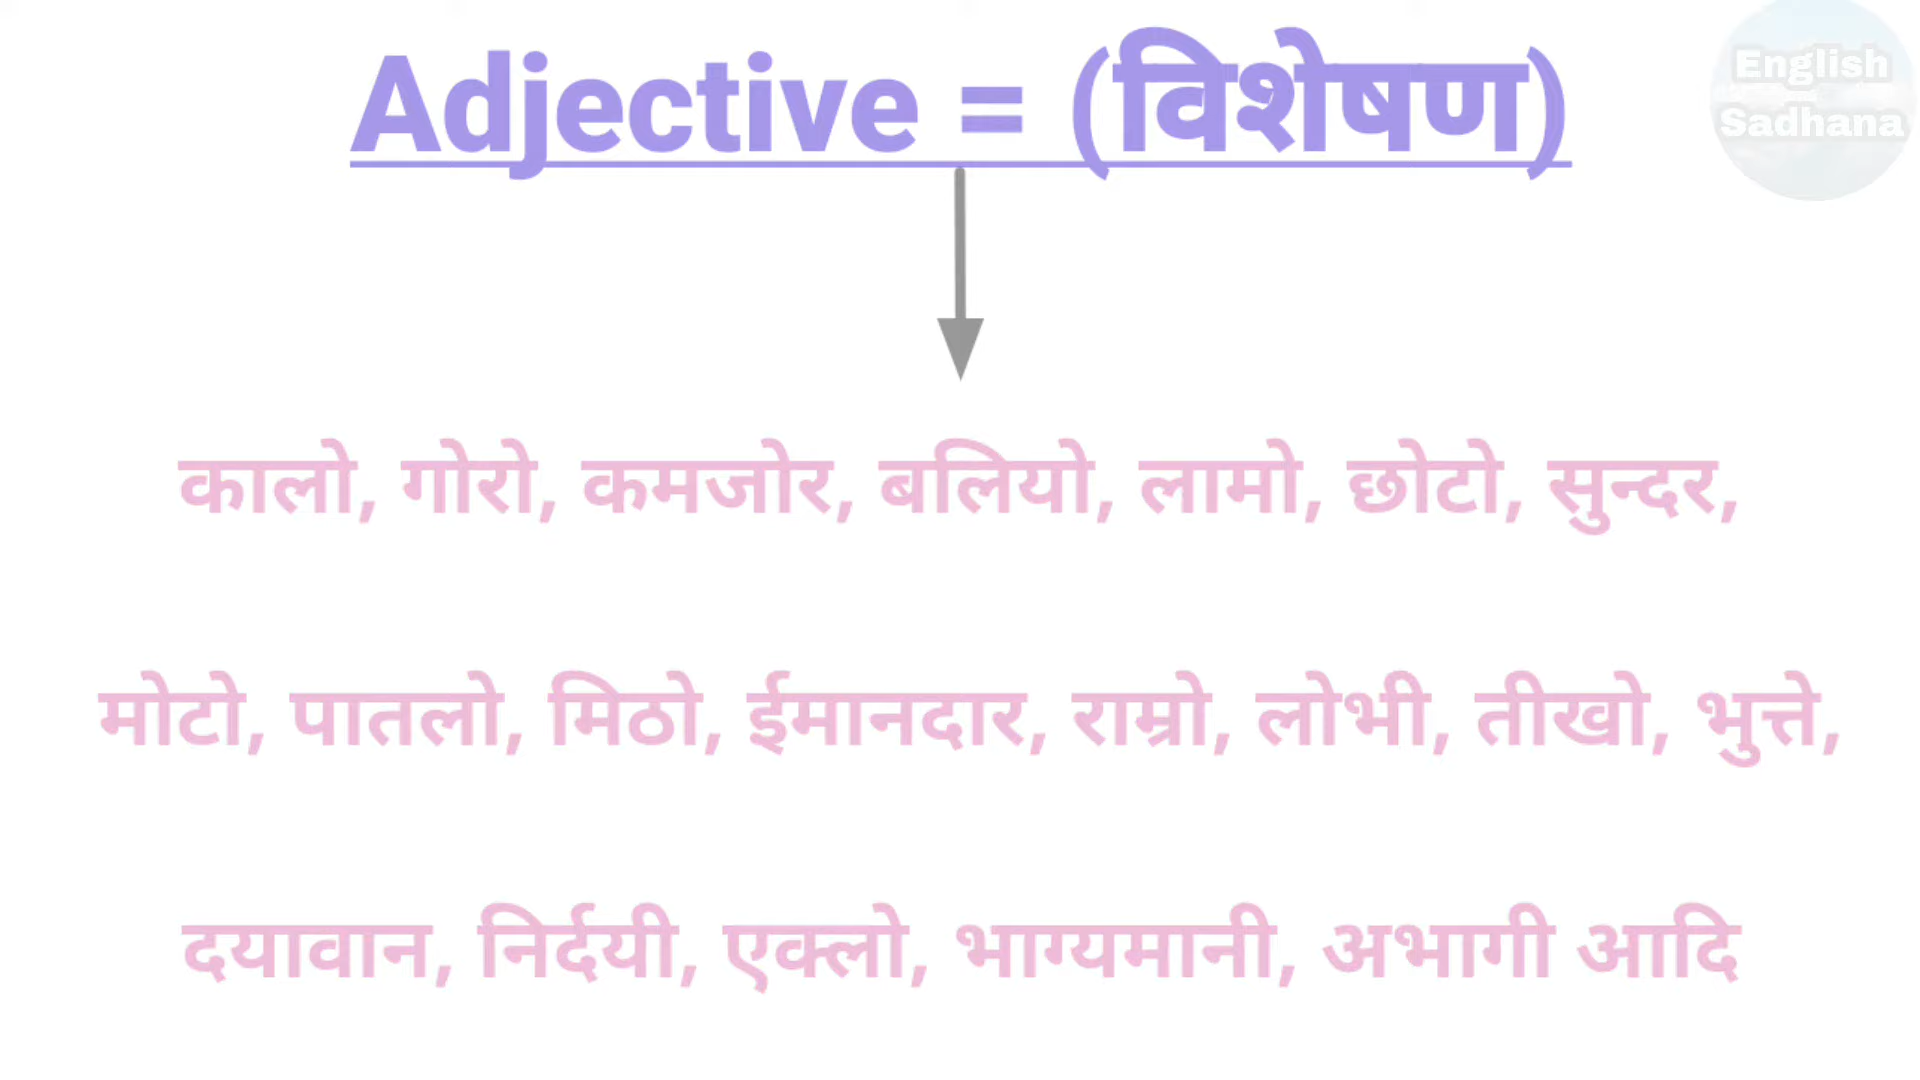 Adjective = (विशेषण)
English
Sadhana
कालो, गोरो, कमजोर, बलियो, लामो, छोटो, सुन्दर,
मोटो, पातलो, मिठो, ईमानदार, राम्रो, लोभी, तीखो, भुत्ते,
दयावान, निर्दयी, एक्लो, भाग्यमानी, अभागी आदि